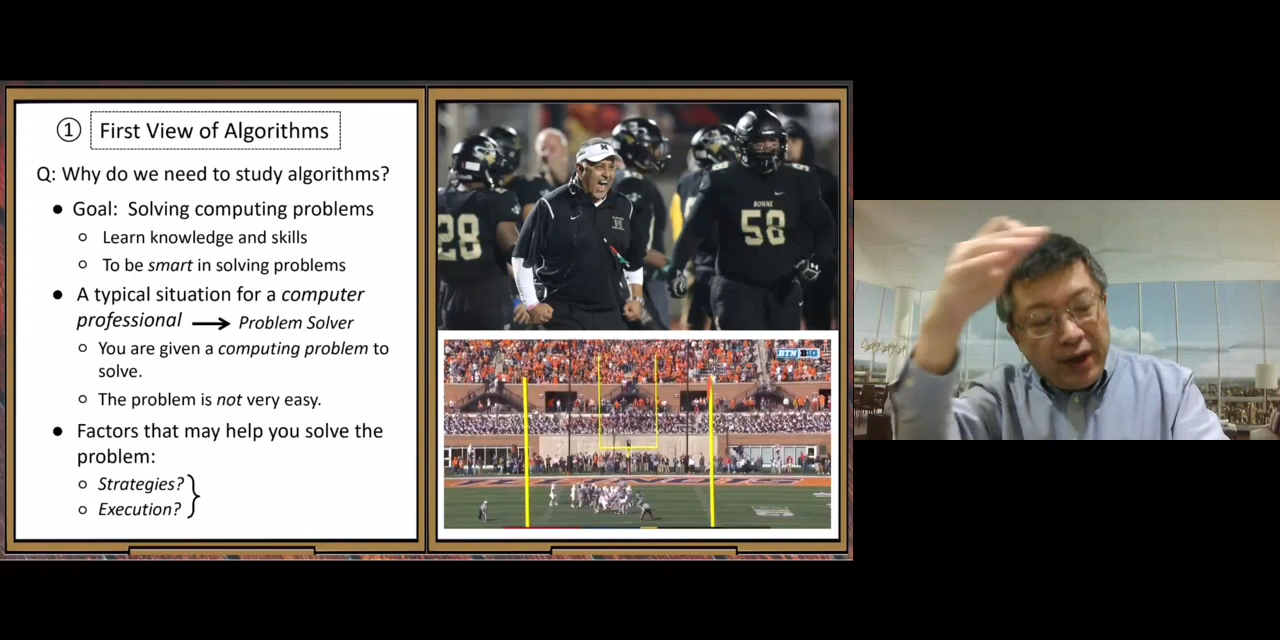 ① First View of Algorithms
Q: Why do we need to study algorithms?
● Goal: Solving computing problems
○ Learn knowledge and skills
○ To be smart in solving problems
● A typical situation for a computer
professional → Problem Solver
○ You are given a computing problem to
solve.
○ The problem is not very easy.
● Factors that may help you solve the
problem:
○ Strategies?
○ Execution?
28
BONNE
58
BTN